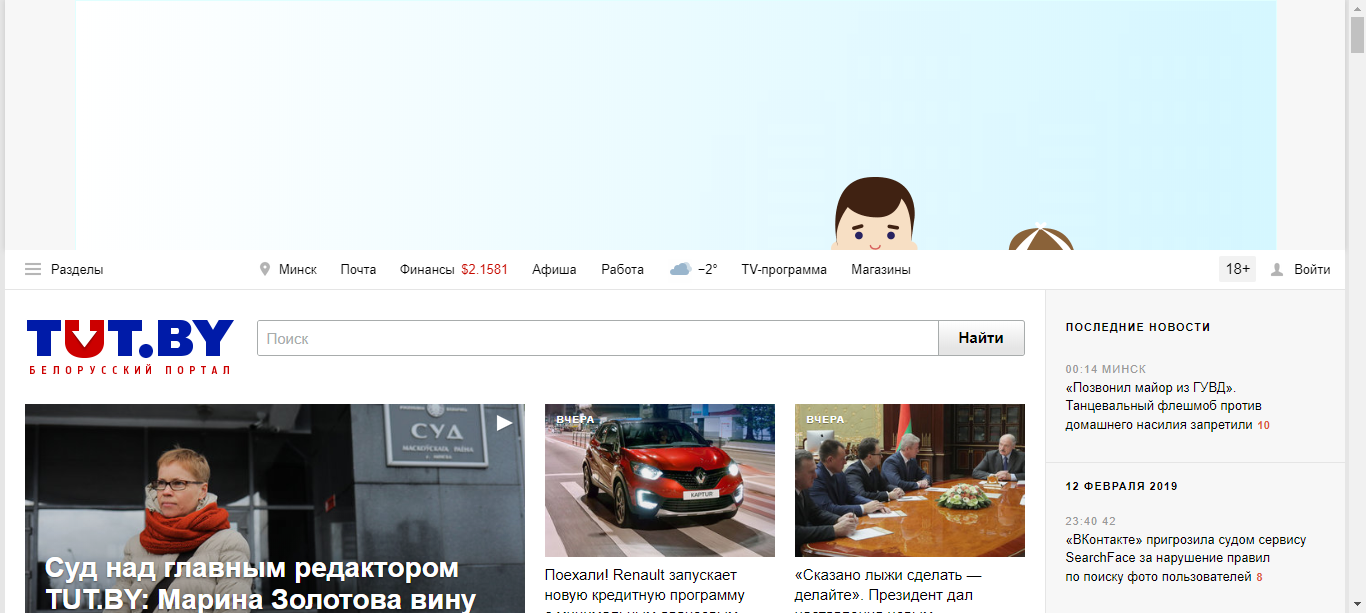 Разделы
Минск
Почта
Финансы $2.1581
Афиша
Работа
−2°
TV-программа
Магазины
18+
Войти
TUT.BY
БЕЛОРУССКИЙ ПОРТАЛ
Поиск
Найти
СУД
Суд над главным редактором
TUT.BY: Марина Золотова вину
ВЧЕРА
KAPTUR
Поехали! Renault запускает
новую кредитную программу
с минимальным авансовым
ВЧЕРА
«Сказано лыжи сделать —
делайте». Президент дал
наставления новым
ПОСЛЕДНИЕ НОВОСТИ
00:14 МИНСК
«Позвонил майор из ГУВД».
Танцевальный флешмоб против
домашнего насилия запретили 10
12 ФЕВРАЛЯ 2019
23:40 42
«ВКонтакте» пригрозила судом сервису
SearchFace за нарушение правил
по поиску фото пользователей 8